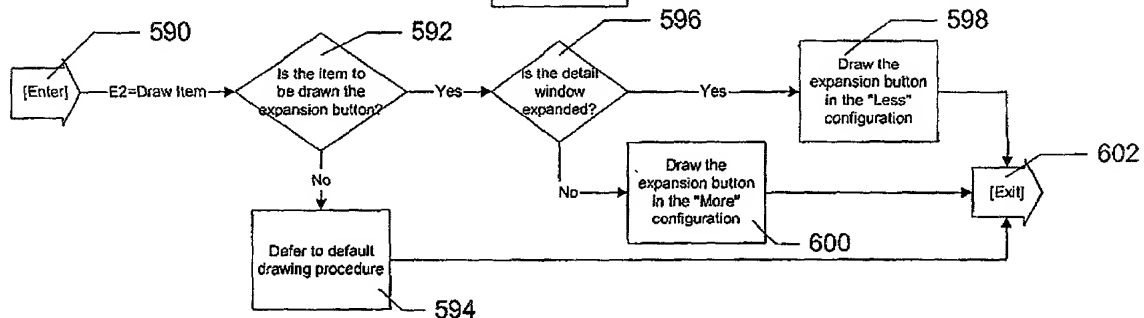 590
592
596
598
[Enter]
E2=Draw Item
Is the item to
be drawn the
expansion button?
Yes
Is the detail
window
expanded?
Yes
Draw the
expansion button
in the "Less"
configuration
No
Draw the
expansion button
in the "More"
configuration
600
602
[Exit]
No
Defer to default
drawing procedure
594